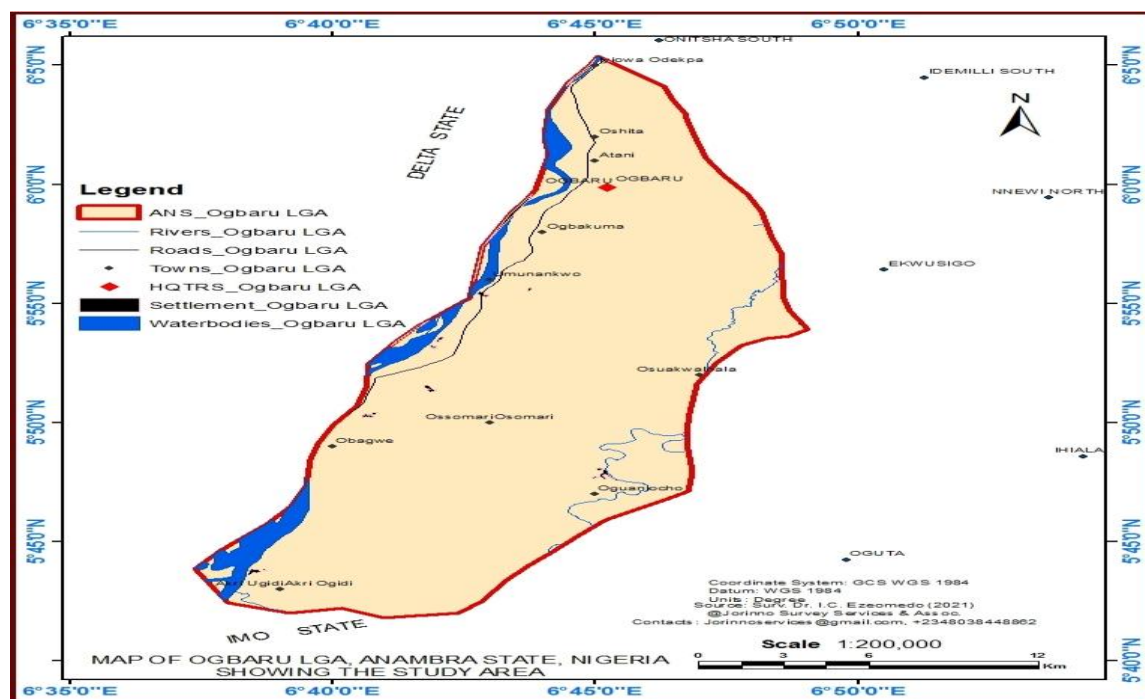 6°35'0"E 6°40'0"E 6°45'0"E 6°50'0"E
6°5'0"N
6°0'0"N
5°55'0"N
5°50'0"N
5°45'0"N
5°40'0"N
ONITSHA SOUTH
Odekpa
IDEMILLI SOUTH
N
DELTA STATE
Oshita
Atani
OGBARU OGBARU
NNEWI NORTH
Legend
ANS_Ogbaru LGA
Rivers_Ogbaru LGA
Roads_Ogbaru LGA
Towns_Ogbaru LGA
HQTRS_Ogbaru LGA
Settlement_Ogbaru LGA
Waterbodies_Ogbaru LGA
Ogbakuma
EKWUSIGO
Umunankwo
Osuakwa
Ossomari Osomari
Obagwe
IHIALA
Oguaniocho
OGUTA
Akri Ugidi Akri Ogidi
IMO STATE
Coordinate System: GCS WGS 1984
Datum: WGS 1984
Units: Degree
Source: Surv. Dr. I.C. Ezeomedo (2021)
@Jorinno Survey Services & Assoc.
Contacts : Jorinnoservices@gmail.com, +2348038448862
Scale 1:200,000
0 3 6 12
Km
MAP OF OGBARU LGA, ANAMBRA STATE, NIGERIA
SHOWING THE STUDY AREA
6°5'0"N
6°0'0"N
5°55'0"N
5°50'0"N
5°45'0"N
5°40'0"N
6°35'0"E 6°40'0"E 6°45'0"E 6°50'0"E